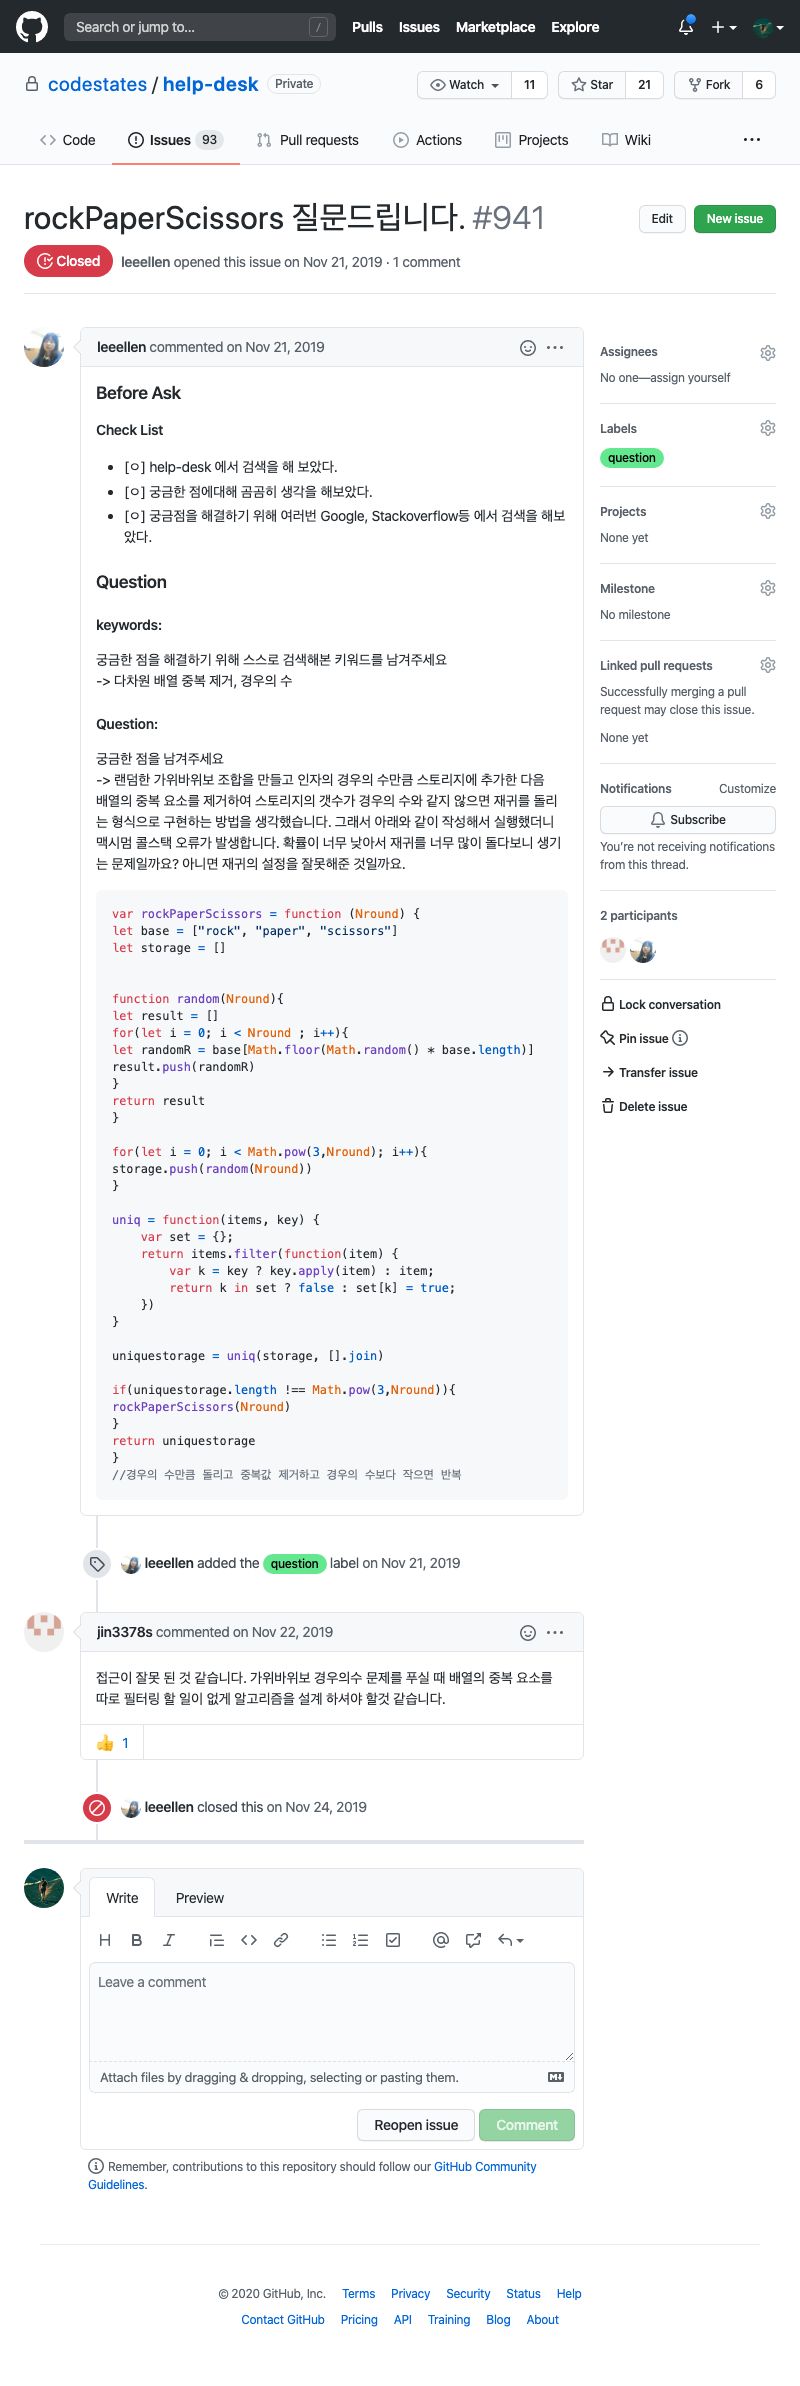 Search or jump to... /
Pulls Issues Marketplace Explore
codestates / help-desk Private
Watch 11 Star 21 Fork 6
Code Issues 93 Pull requests Actions Projects Wiki
rockPaperScissors 질문드립니다. #941
Edit New issue
Closed leeellen opened this issue on Nov 21, 2019 · 1 comment
leeellen commented on Nov 21, 2019
Before Ask
Check List
• [ㅇ] help-desk 에서 검색을 해 보았다.
• [ㅇ] 궁금한 점에대해 곰곰히 생각을 해보았다.
• [ㅇ] 궁금점을 해결하기 위해 여러번 Google, Stackoverflow등 에서 검색을 해보
았다.
Question
keywords:
궁금한 점을 해결하기 위해 스스로 검색해본 키워드를 남겨주세요
-> 다차원 배열 중복 제거, 경우의 수
Question:
궁금한 점을 남겨주세요
-> 랜덤한 가위바위보 조합을 만들고 인자의 경우의 수만큼 스토리지에 추가한 다음
배열의 중복 요소를 제거하여 스토리지의 갯수가 경우의 수와 같지 않으면 재귀를 돌리
는 형식으로 구현하는 방법을 생각했습니다. 그래서 아래와 같이 작성해서 실행했더니
맥시멈 콜스택 오류가 발생합니다. 확률이 너무 낮아서 재귀를 너무 많이 돌다보니 생기
는 문제일까요? 아니면 재귀의 설정을 잘못해준 것일까요.
var rockPaperScissors = function (Nround) {
let base = ["rock", "paper", "scissors"]
let storage = []
function random(Nround){
let result = []
for(let i = 0; i < Nround ; i++){
let randomR = base[Math.floor(Math.random() * base.length)]
result.push(randomR)
}
return result
}
for(let i = 0; i < Math.pow(3,Nround); i++){
storage.push(random(Nround))
}
uniq = function(items, key) {
var set = {};
return items.filter(function(item) {
var k = key ? key.apply(item) : item;
return k in set ? false : set[k] = true;
})
}
uniquestorage = uniq(storage, [].join)
if(uniquestorage.length !== Math.pow(3,Nround)){
rockPaperScissors(Nround)
}
return uniquestorage
}
//경우의 수만큼 돌리고 중복값 제거하고 경우의 수보다 작으면 반복
leeellen added the question label on Nov 21, 2019
jin3378s commented on Nov 22, 2019
접근이 잘못 된 것 같습니다. 가위바위보 경우의수 문제를 푸실 때 배열의 중복 요소를
따로 필터링 할 일이 없게 알고리즘을 설계 하셔야 할것 같습니다.
👍 1
leeellen closed this on Nov 24, 2019
Write Preview
Leave a comment
Attach files by dragging & dropping, selecting or pasting them.
Reopen issue Comment
Remember, contributions to this repository should follow our GitHub Community
Guidelines.
Assignees
No one—assign yourself
Labels
question
Projects
None yet
Milestone
No milestone
Linked pull requests
Successfully merging a pull
request may close this issue.
None yet
Notifications Customize
Subscribe
You're not receiving notifications
from this thread.
2 participants
Lock conversation
Pin issue
Transfer issue
Delete issue
© 2020 GitHub, Inc. Terms Privacy Security Status Help
Contact GitHub Pricing API Training Blog About